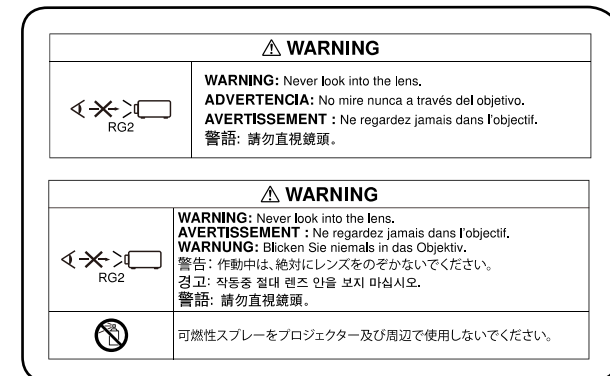 ⚠ WARNING
WARNING: Never look into the lens.
ADVERTENCIA: No mire nunca a través del objetivo.
AVERTISSEMENT : Ne regardez jamais dans l'objectif.
警語: 請勿直視鏡頭。
RG2
⚠ WARNING
WARNING: Never look into the lens.
AVERTISSEMENT : Ne regardez jamais dans l'objectif.
WARNUNG: Blicken Sie niemals in das Objektiv.
警告: 作動中は、絶対にレンズをのぞかないでください。
경고: 작동중 절대 렌즈 안을 보지 마십시오.
警語: 請勿直視鏡頭。
RG2
可燃性スプレーをプロジェクター及び周辺で使用しないでください。